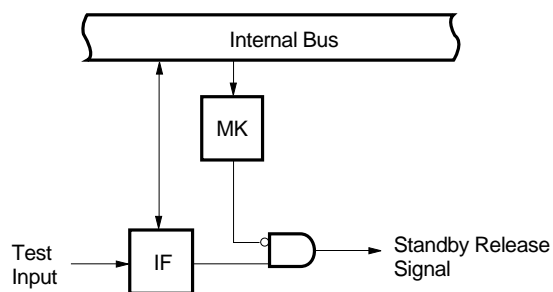 Internal Bus
MK
Test
Input
IF
Standby Release
Signal